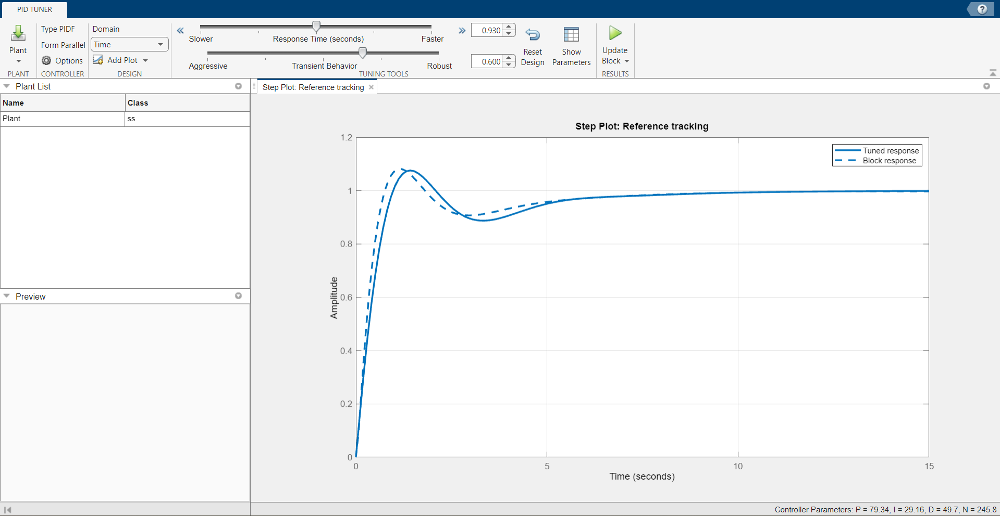 PID TUNER
?
Plant
PLANT
Type PIDF
Form Parallel
Options
CONTROLLER
Domain
Time
Add Plot
DESIGN
Slower
Response Time (seconds)
Faster
0.930
Aggressive
Transient Behavior
Robust
0.600
TUNING TOOLS
Reset
Design
Show
Parameters
Update
Block
RESULTS
Plant List
Name Class
Plant ss
Preview
Step Plot: Reference tracking
Step Plot: Reference tracking
Tuned response
Block response
1.2
1
0.8
0.6
0.4
0.2
0
Amplitude
0 5 10 15
Time (seconds)
Controller Parameters: P = 79.34, I = 29.16, D = 49.7, N = 245.8